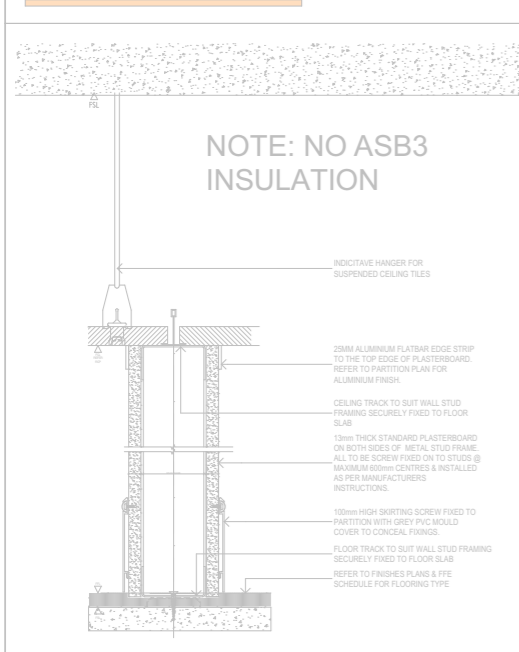 FSL
NOTE: NO ASB3
INSULATION
INDICITAVE HANGER FOR
SUSPENDED CEILING TILES
25MM ALUMINIUM FLATBAR EDGE STRIP
TO THE TOP EDGE OF PLASTERBOARD.
REFER TO PARTITION PLAN FOR
ALUMINIUM FINISH.
CEILING TRACK TO SUIT WALL STUD
FRAMING SECURELY FIXED TO FLOOR
SLAB
13mm THICK STANDARD PLASTERBOARD
ON BOTH SIDES OF METAL STUD FRAME.
ALL TO BE SCREW FIXED ON TO STUDS @
MAXIMUM 600mm CENTRES & INSTALLED
AS PER MANUFACTURERS
INSTRUCTIONS.
100mm HIGH SKIRTING SCREW FIXED TO
PARTITION WITH GREY PVC MOULD
COVER TO CONCEAL FIXINGS.
FLOOR TRACK TO SUIT WALL STUD FRAMING
SECURELY FIXED TO FLOOR SLAB
REFER TO FINISHES PLANS & FFE
SCHEDULE FOR FLOORING TYPE